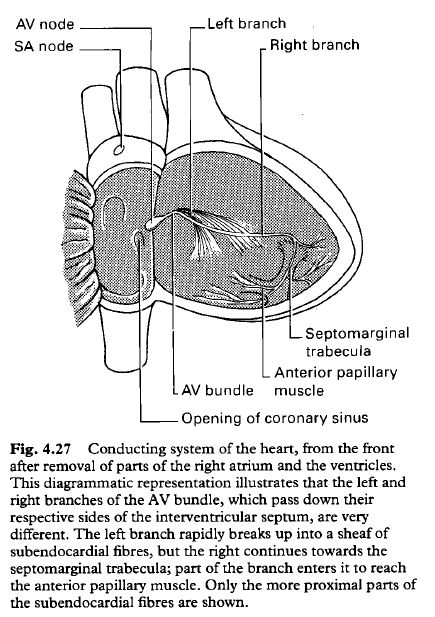 AV node
Left branch
SA node
Right branch
Septomarginal
trabecula
Anterior papillary
muscle
AV bundle
Opening of coronary sinus
Fig. 4.27 Conducting system of the heart, from the front
after removal of parts of the right atrium and the ventricles.
This diagrammatic representation illustrates that the left and
right branches of the AV bundle, which pass down their
respective sides of the interventricular septum, are very
different. The left branch rapidly breaks up into a sheaf of
subendocardial fibres, but the right continues towards the
septomarginal trabecula; part of the branch enters it to reach
the anterior papillary muscle. Only the more proximal parts of
the subendocardial fibres are shown.